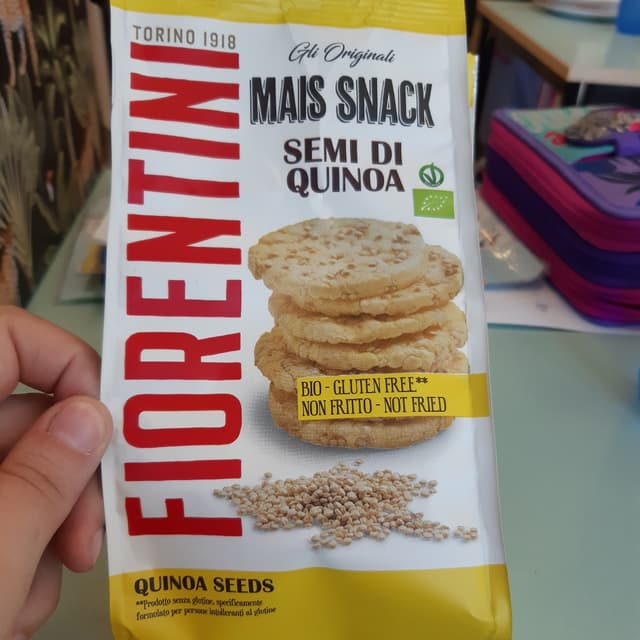 TORINO 1918
FIORENTINI
Gli Originali
MAIS SNACK
SEMI DI
QUINOA
BIO - GLUTEN FREE**
NON FRITTO - NOT FRIED
QUINOA SEEDS
**Prodotto senza glutine, specificamente
formulato per persone intolleranti al glutine